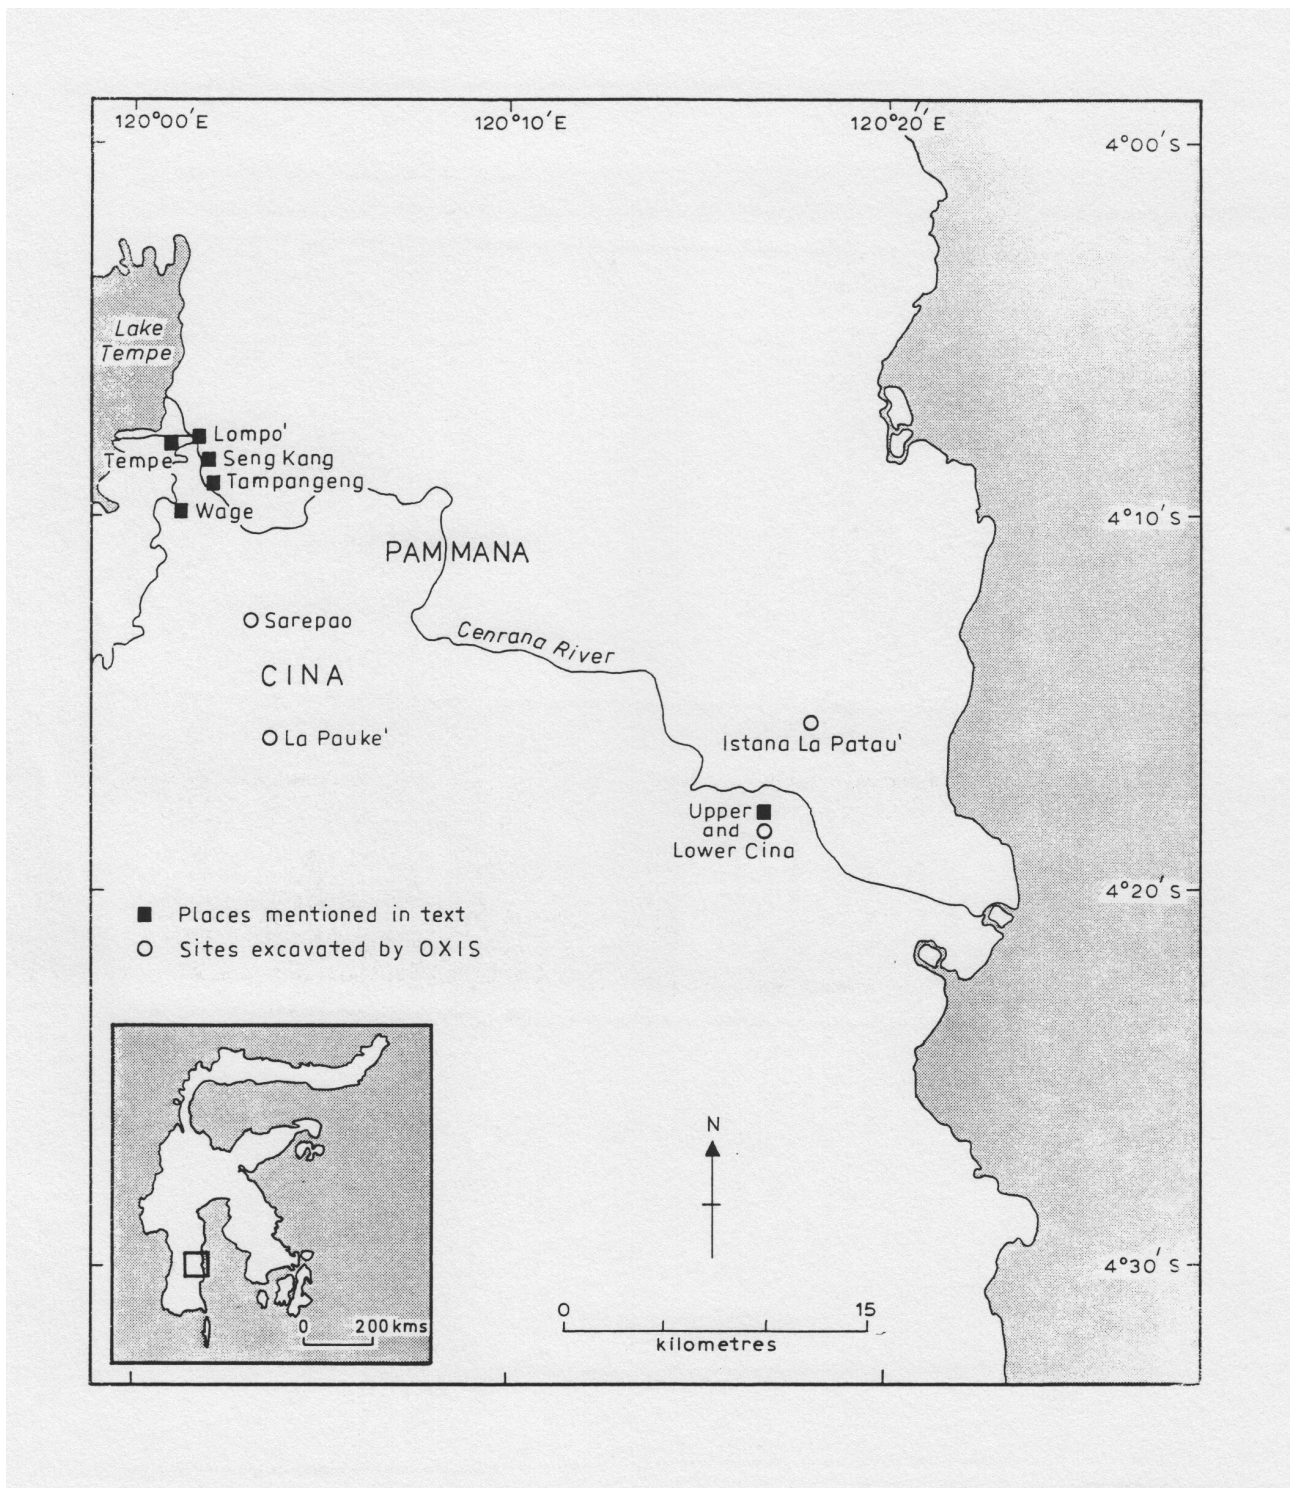 120°00'E
120°10'E
120°20'E
4°00'S
Lake
Tempe
Lompo'
Tempe
Seng Kang
Tampangeng
Wage
4°10'S
PAMMANA
Sarepao
Cenrana River
CINA
La Pauke'
Istana La Patau'
Upper
and
Lower Cina
4°20'S
Places mentioned in text
Sites excavated by OXIS
N
4°30'S
0 15
kilometres
0 200 kms